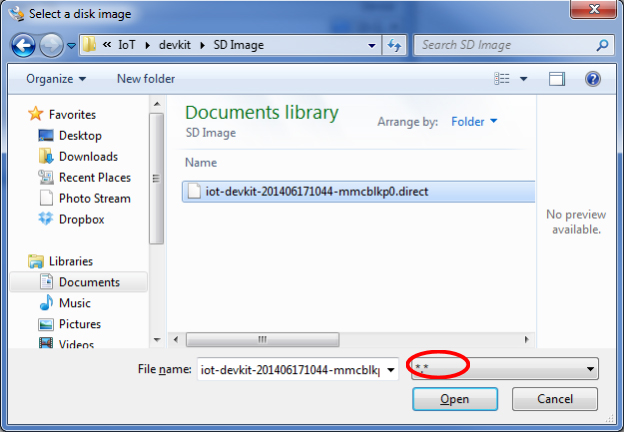 Select a disk image
« IoT ▸ devkit ▸ SD Image
Search SD Image
Organize
New folder
Favorites
Desktop
Downloads
Recent Places
Photo Stream
Dropbox
Libraries
Documents
Music
Pictures
Videos
Documents library
SD Image
Arrange by: Folder
Name
iot-devkit-201406171044-mmcblkp0.direct
No preview
available.
File name: iot-devkit-201406171044-mmcblkp
*.*
Open
Cancel